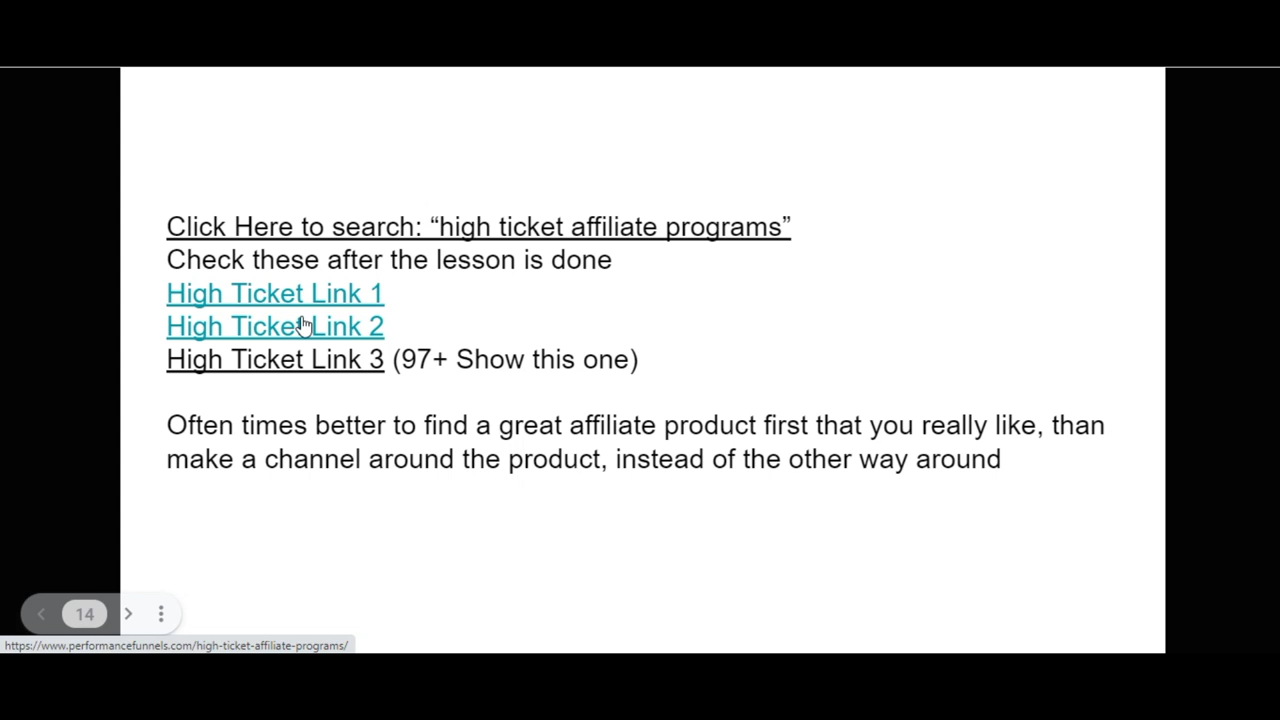 Click Here to search: “high ticket affiliate programs”
Check these after the lesson is done
High Ticket Link 1
High Ticket Link 2
High Ticket Link 3 (97+ Show this one)
Often times better to find a great affiliate product first that you really like, than
make a channel around the product, instead of the other way around
14
https://www.performancefunnels.com/high-ticket-affiliate-programs/